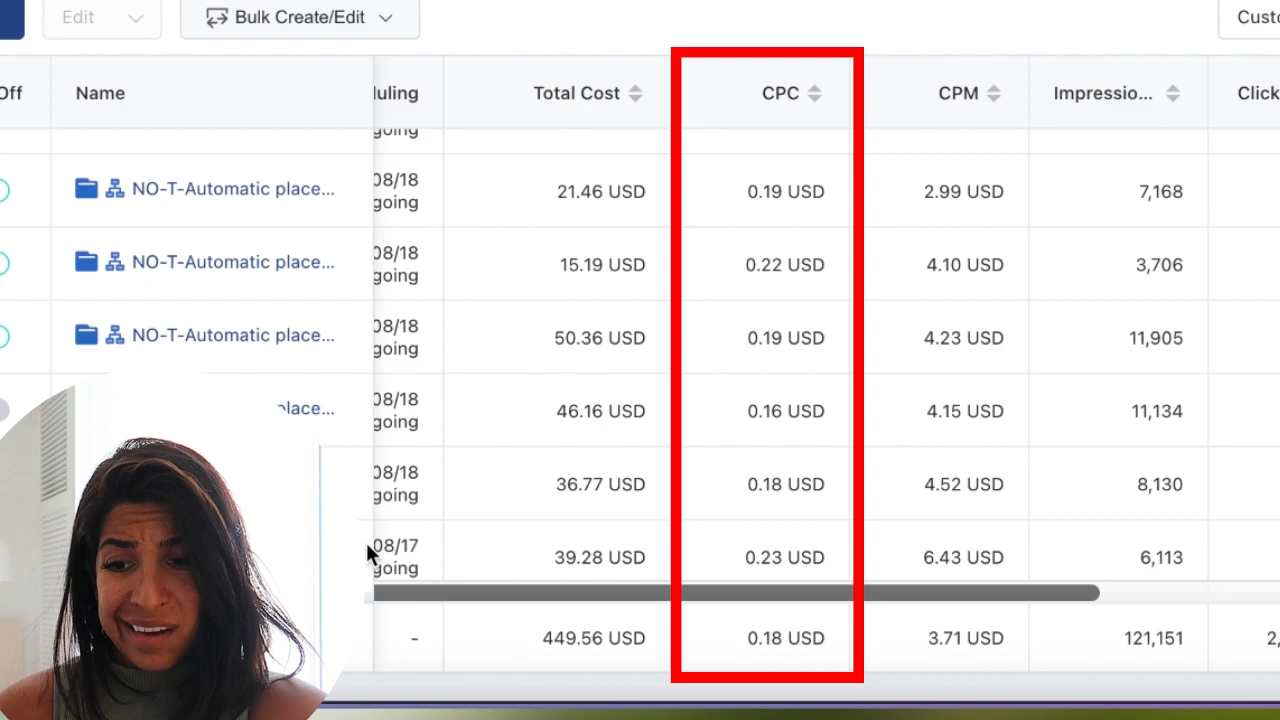 Edit
Bulk Create/Edit
Off Name Total Cost CPC CPM Impressio...
going
NO-T-Automatic place... 08/18 going 21.46 USD 0.19 USD 2.99 USD 7,168
NO-T-Automatic place... 08/18 going 15.19 USD 0.22 USD 4.10 USD 3,706
NO-T-Automatic place... 08/18 going 50.36 USD 0.19 USD 4.23 USD 11,905
place... 08/18 going 46.16 USD 0.16 USD 4.15 USD 11,134
08/18 going 36.77 USD 0.18 USD 4.52 USD 8,130
08/17 going 39.28 USD 0.23 USD 6.43 USD 6,113
- 449.56 USD 0.18 USD 3.71 USD 121,151 2,